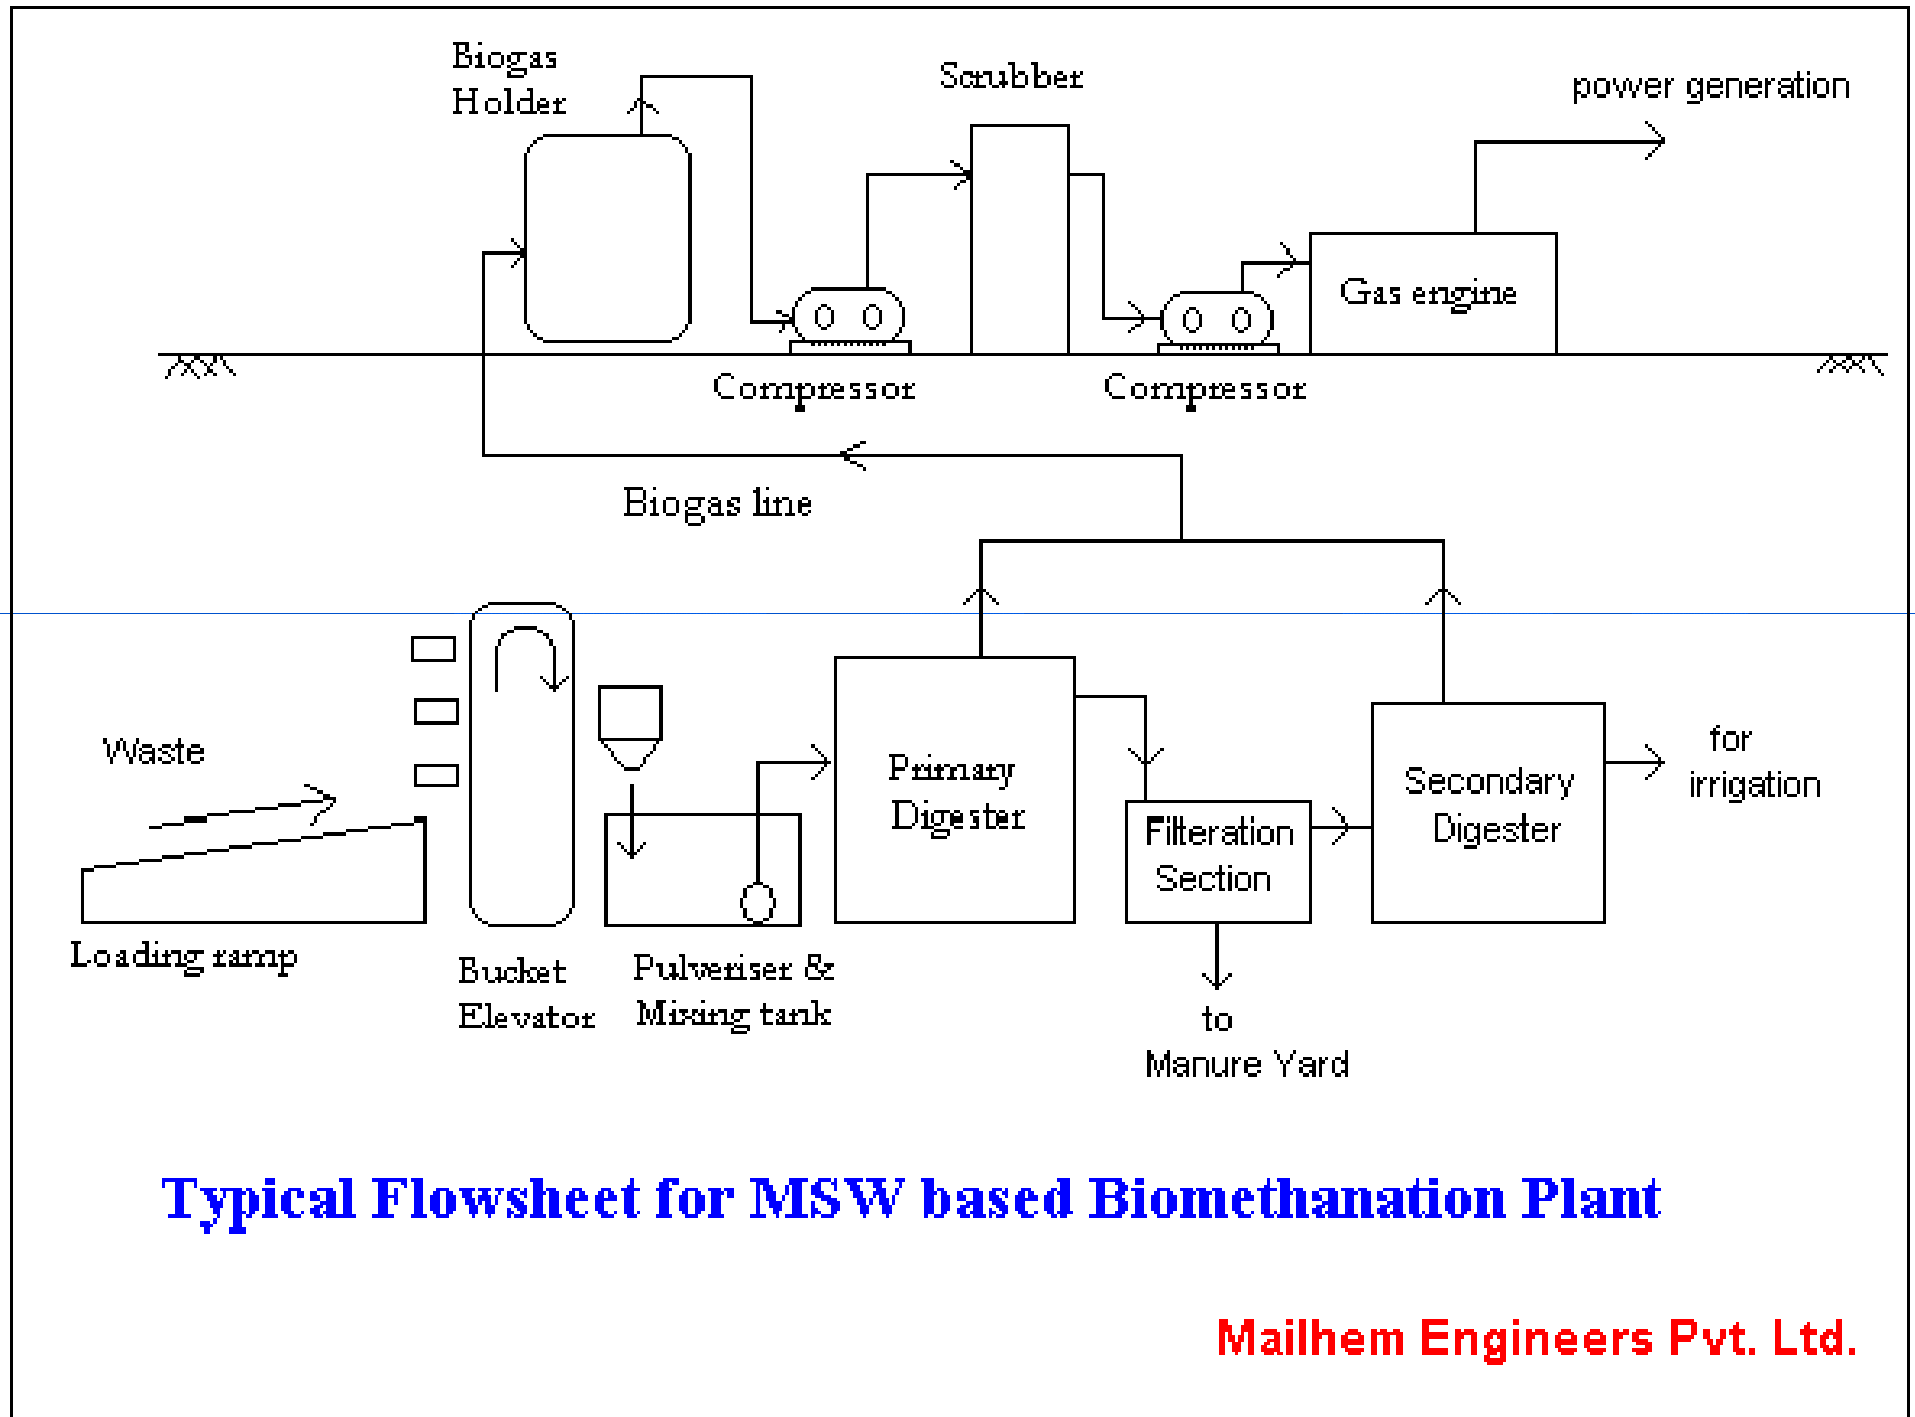 Biogas
Holder
Scrubber
power generation
Gas engine
Compressor
Compressor
Biogas line
Waste
Loading ramp
Bucket
Elevator
Pulveriser &
Mixing tank
Primary
Digester
Filteration
Section
to
Manure Yard
Secondary
Digester
for
irrigation
Typical Flowsheet for MSW based Biomethanation Plant
Mailhem Engineers Pvt. Ltd.